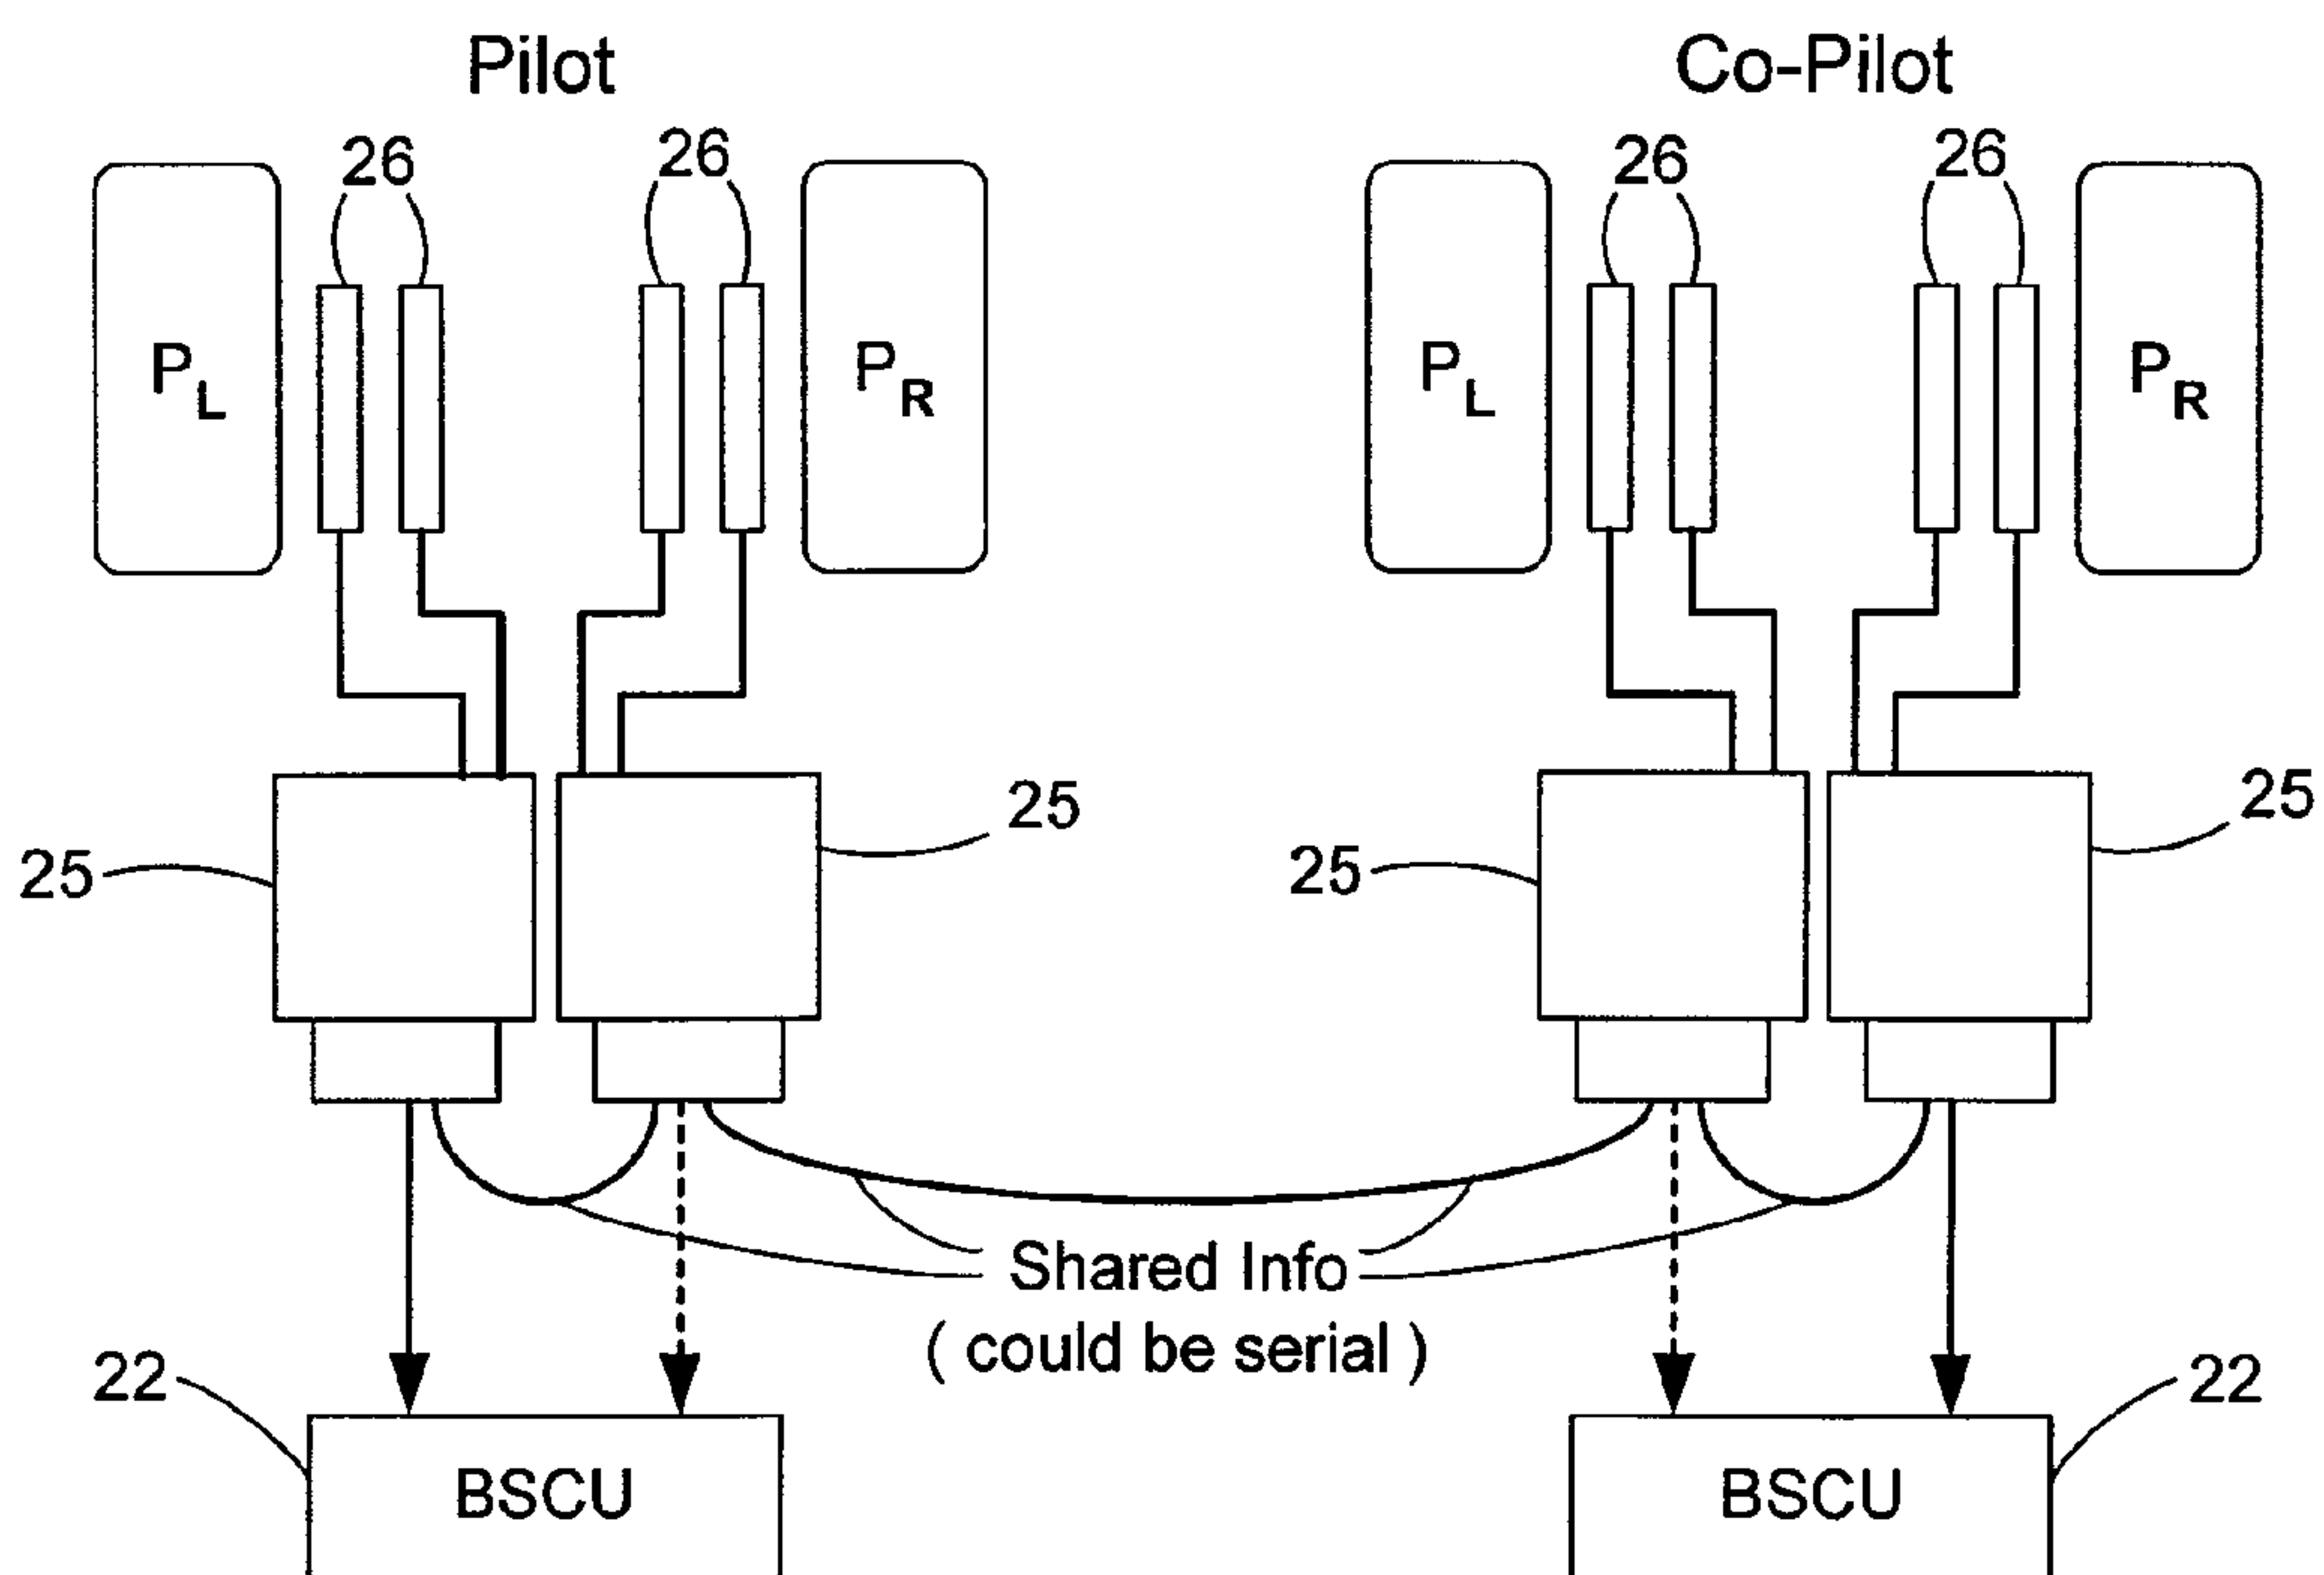 Pilot Co-Pilot
26 26 26 26
PL PR PL PR
25 25 25 25
Shared Info
( could be serial )
22 22
BSCU BSCU